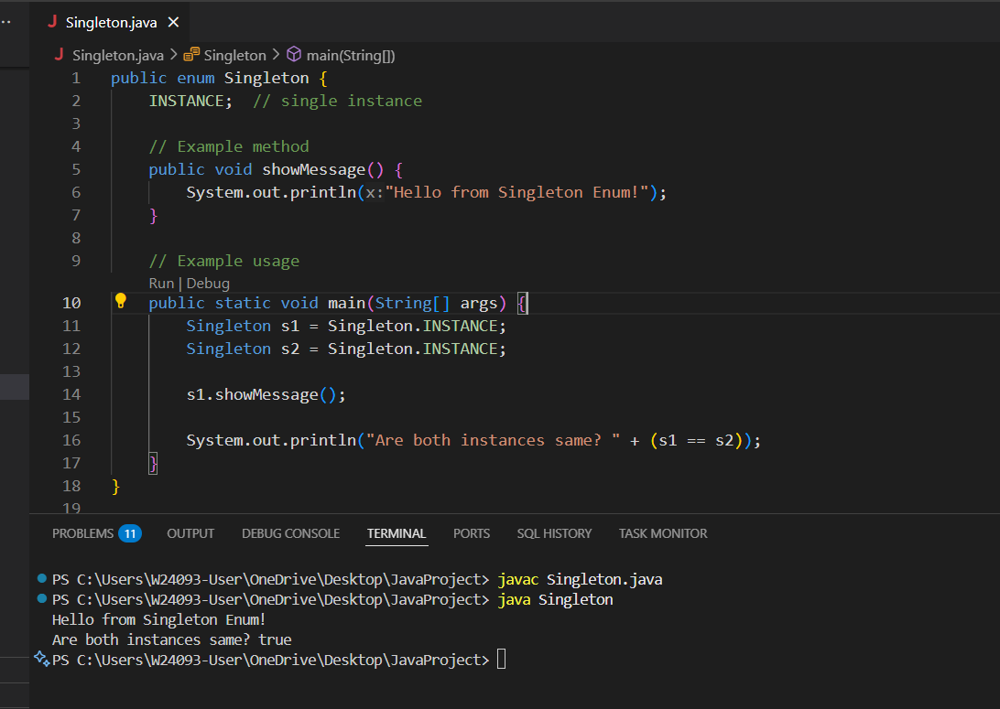 Singleton.java
Singleton.java > Singleton > main(String[])
1 public enum Singleton {
2     INSTANCE;  // single instance
3
4     // Example method
5     public void showMessage() {
6         System.out.println(x:"Hello from Singleton Enum!");
7     }
8
9     // Example usage
Run | Debug
10     public static void main(String[] args) {
11         Singleton s1 = Singleton.INSTANCE;
12         Singleton s2 = Singleton.INSTANCE;
13
14         s1.showMessage();
15
16         System.out.println("Are both instances same? " + (s1 == s2));
17     }
18 }
19
PROBLEMS 11 OUTPUT DEBUG CONSOLE TERMINAL PORTS SQL HISTORY TASK MONITOR
PS C:\Users\W24093-User\OneDrive\Desktop\JavaProject> javac Singleton.java
PS C:\Users\W24093-User\OneDrive\Desktop\JavaProject> java Singleton
Hello from Singleton Enum!
Are both instances same? true
PS C:\Users\W24093-User\OneDrive\Desktop\JavaProject>